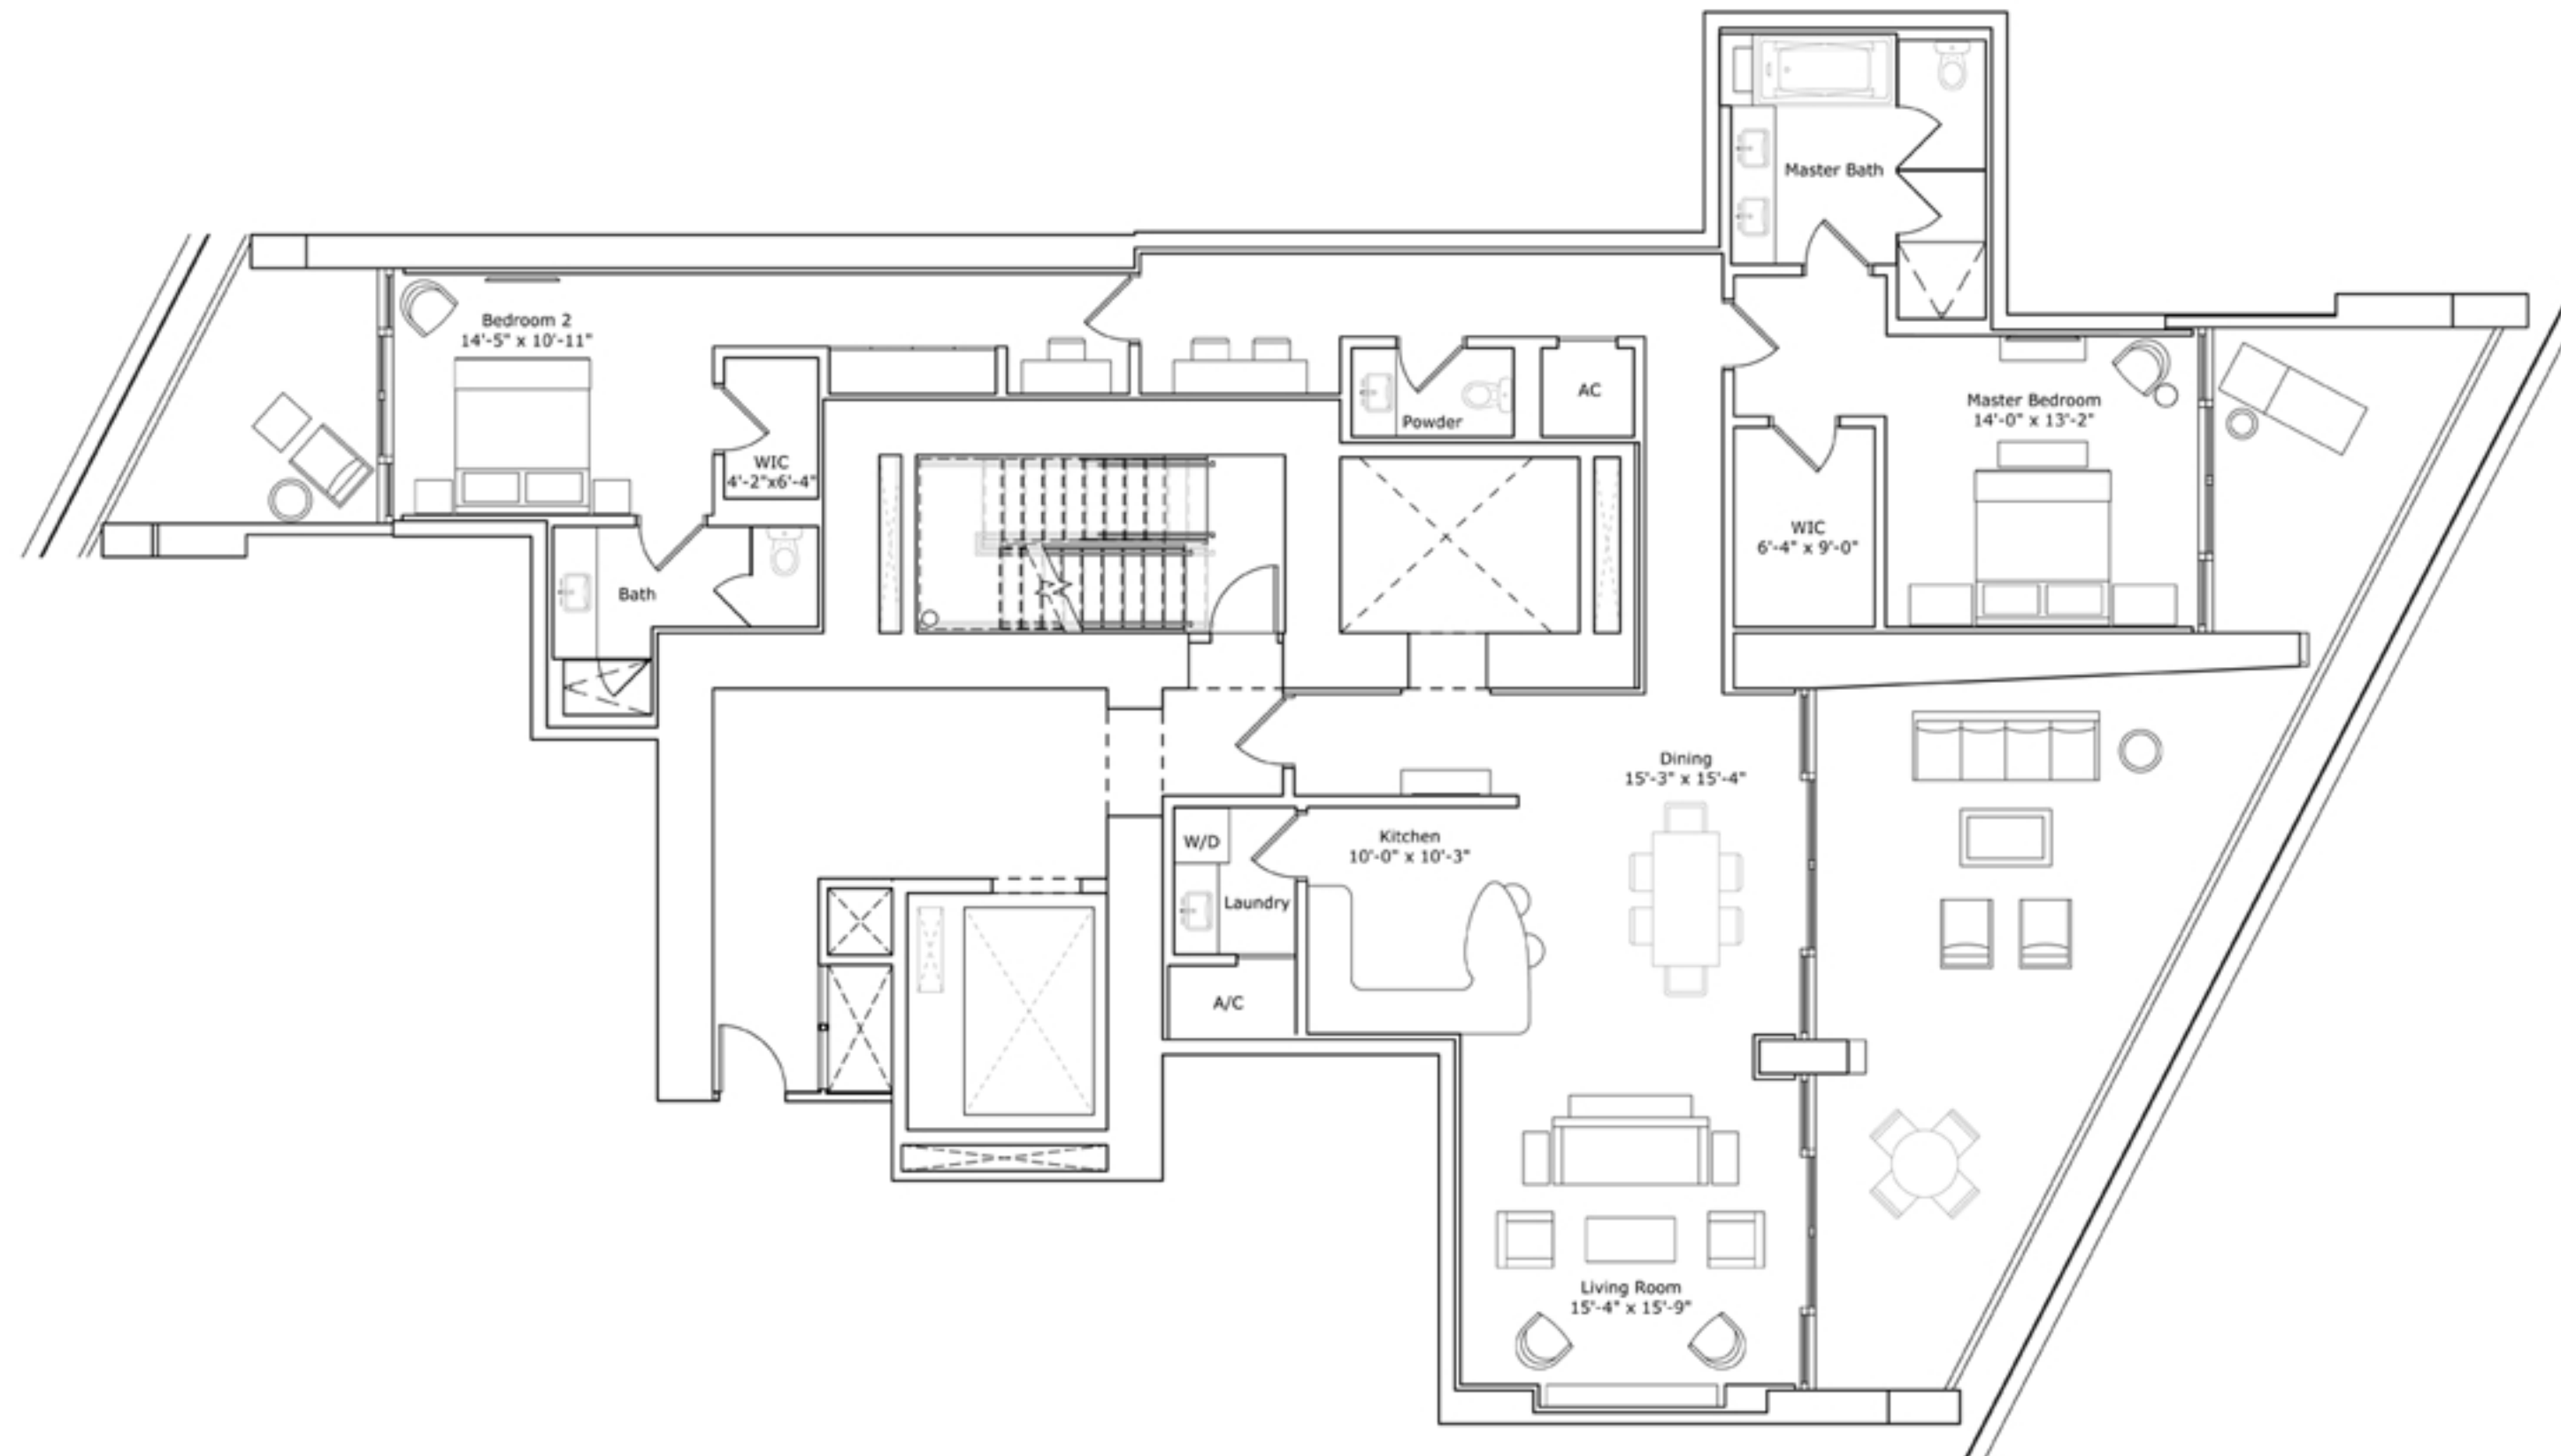 Master Bath
Bedroom 2
14'-5" x 10'-11"
AC
Powder
Master Bedroom
14'-0" x 13'-2"
WIC
4'-2"x6'-4"
WIC
6'-4" x 9'-0"
Bath
Dining
15'-3" x 15'-4"
W/D
Kitchen
10'-0" x 10'-3"
Laundry
A/C
Living Room
15'-4" x 15'-9"